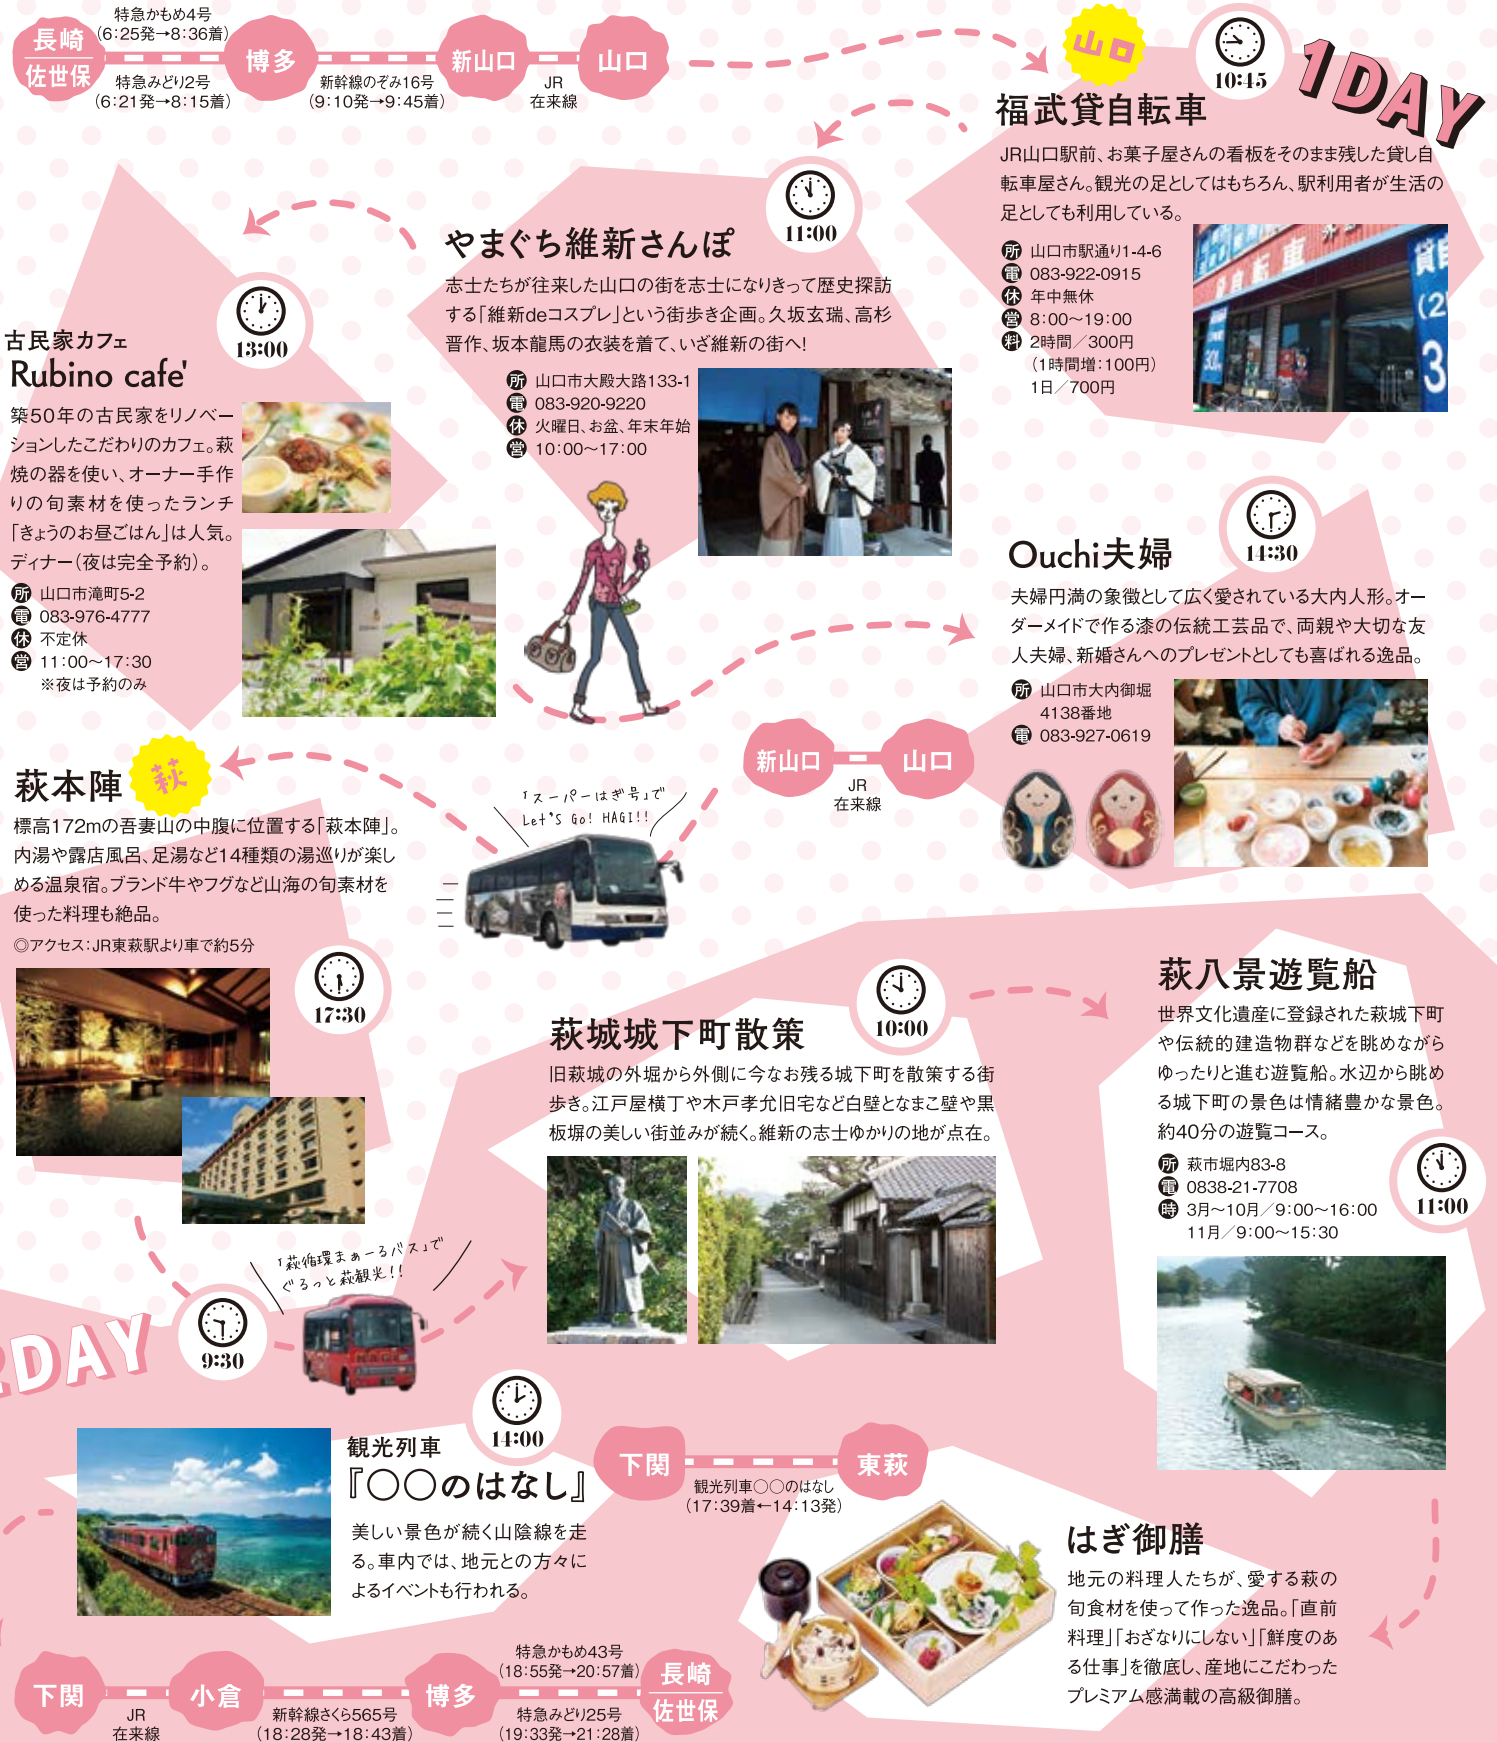 長崎
佐世保
特急かもめ4号
(6:25発→8:36着)
特急みどり2号
(6:21発→8:15着)
博多
新幹線のぞみ16号
(9:10発→9:45着)
新山口
JR
在来線
山口
山口
10:45
1DAY
福武貸自転車
JR山口駅前、お菓子屋さんの看板をそのまま残した貸し自
転車屋さん。観光の足としてはもちろん、駅利用者が生活の
足としても利用している。
所 山口市駅通り1-4-6
電 083-922-0915
休 年中無休
営 8:00〜19:00
料 2時間／300円
(1時間増:100円)
1日／700円
自転車
11:00
やまぐち維新さんぽ
志士たちが往来した山口の街を志士になりきって歴史探訪
する「維新deコスプレ」という街歩き企画。久坂玄瑞、高杉
晋作、坂本龍馬の衣装を着て、いざ維新の街へ!
所 山口市大殿大路133-1
電 083-920-9220
休 火曜日、お盆、年末年始
営 10:00〜17:00
13:00
古民家カフェ
Rubino cafe'
築50年の古民家をリノベー
ションしたこだわりのカフェ。萩
焼の器を使い、オーナー手作
りの旬素材を使ったランチ
「きょうのお昼ごはん」は人気。
ディナー(夜は完全予約)。
所 山口市滝町5-2
電 083-976-4777
休 不定休
営 11:00〜17:30
※夜は予約のみ
14:30
Ouchi夫婦
夫婦円満の象徴として広く愛されている大内人形。オー
ダーメイドで作る漆の伝統工芸品で、両親や大切な友
人夫婦、新婚さんへのプレゼントとしても喜ばれる逸品。
所 山口市大内御堀
4138番地
電 083-927-0619
新山口
JR
在来線
山口
「スーパーはぎ号」で
Let'S Go! HAGI!!
萩
萩本陣
標高172mの吾妻山の中腹に位置する「萩本陣」。
内湯や露店風呂、足湯など14種類の湯巡りが楽し
める温泉宿。ブランド牛やフグなど山海の旬素材を
使った料理も絶品。
◎アクセス:JR東萩駅より車で約5分
17:30
2DAY
9:30
「萩循環まぁーるバス」で
ぐるっと萩観光!!
10:00
萩城城下町散策
旧萩城の外堀から外側に今なお残る城下町を散策する街
歩き。江戸屋横丁や木戸孝允旧宅など白壁となまこ壁や黒
板塀の美しい街並みが続く。維新の志士ゆかりの地が点在。
萩八景遊覧船
世界文化遺産に登録された萩城下町
や伝統的建造物群などを眺めながら
ゆったりと進む遊覧船。水辺から眺め
る城下町の景色は情緒豊かな景色。
約40分の遊覧コース。
所 萩市堀内83-8
電 0838-21-7708
時 3月〜10月／9:00〜16:00
11月／9:00〜15:30
11:00
はぎ御膳
地元の料理人たちが、愛する萩の
旬食材を使って作った逸品。「直前
料理」「おざなりにしない」「鮮度のあ
る仕事」を徹底し、産地にこだわった
プレミアム感満載の高級御膳。
14:00
観光列車
『○○のはなし』
美しい景色が続く山陰線を走
る。車内では、地元との方々に
よるイベントも行われる。
下関
観光列車○○のはなし
(17:39着←14:13発)
東萩
下関
JR
在来線
小倉
新幹線さくら565号
(18:28発→18:43着)
博多
特急かもめ43号
(18:55発→20:57着)
特急みどり25号
(19:33発→21:28着)
長崎
佐世保